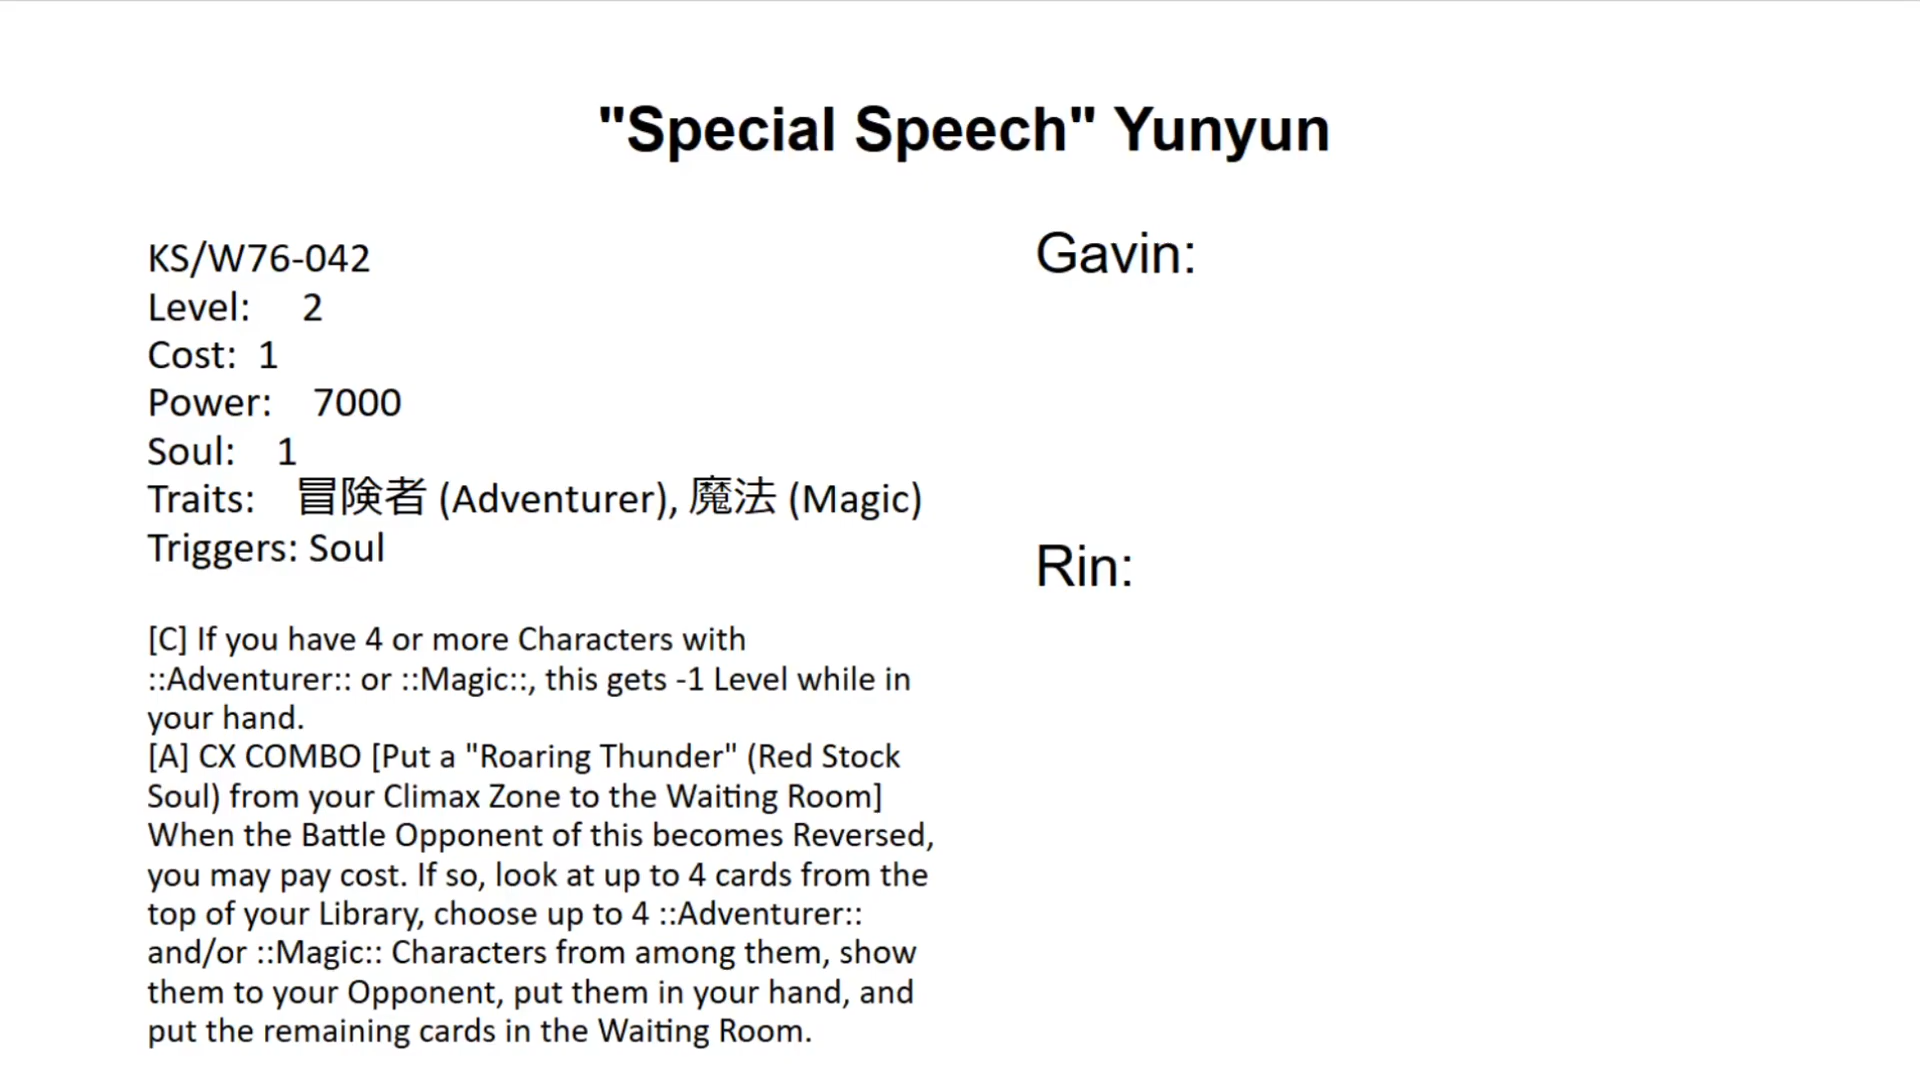 "Special Speech" Yunyun
KS/W76-042
Level: 2
Cost: 1
Power: 7000
Soul: 1
Traits: 冒険者 (Adventurer), 魔法 (Magic)
Triggers: Soul
[C] If you have 4 or more Characters with
::Adventurer:: or ::Magic::, this gets -1 Level while in
your hand.
[A] CX COMBO [Put a "Roaring Thunder" (Red Stock
Soul) from your Climax Zone to the Waiting Room]
When the Battle Opponent of this becomes Reversed,
you may pay cost. If so, look at up to 4 cards from the
top of your Library, choose up to 4 ::Adventurer::
and/or ::Magic:: Characters from among them, show
them to your Opponent, put them in your hand, and
put the remaining cards in the Waiting Room.
Gavin:
Rin: